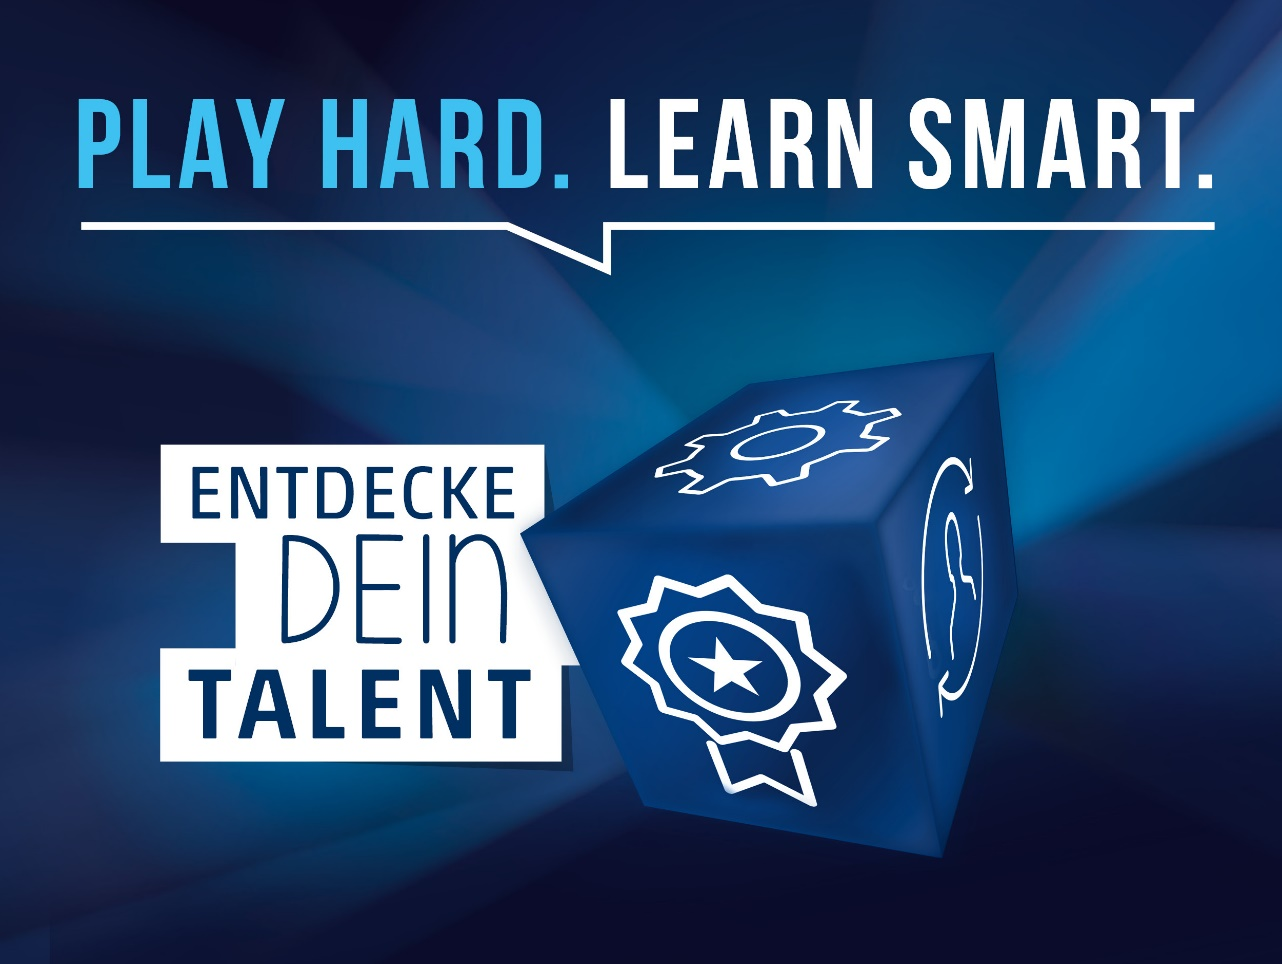 PLAY HARD. LEARN SMART.
ENTDECKE
DEIN
TALENT